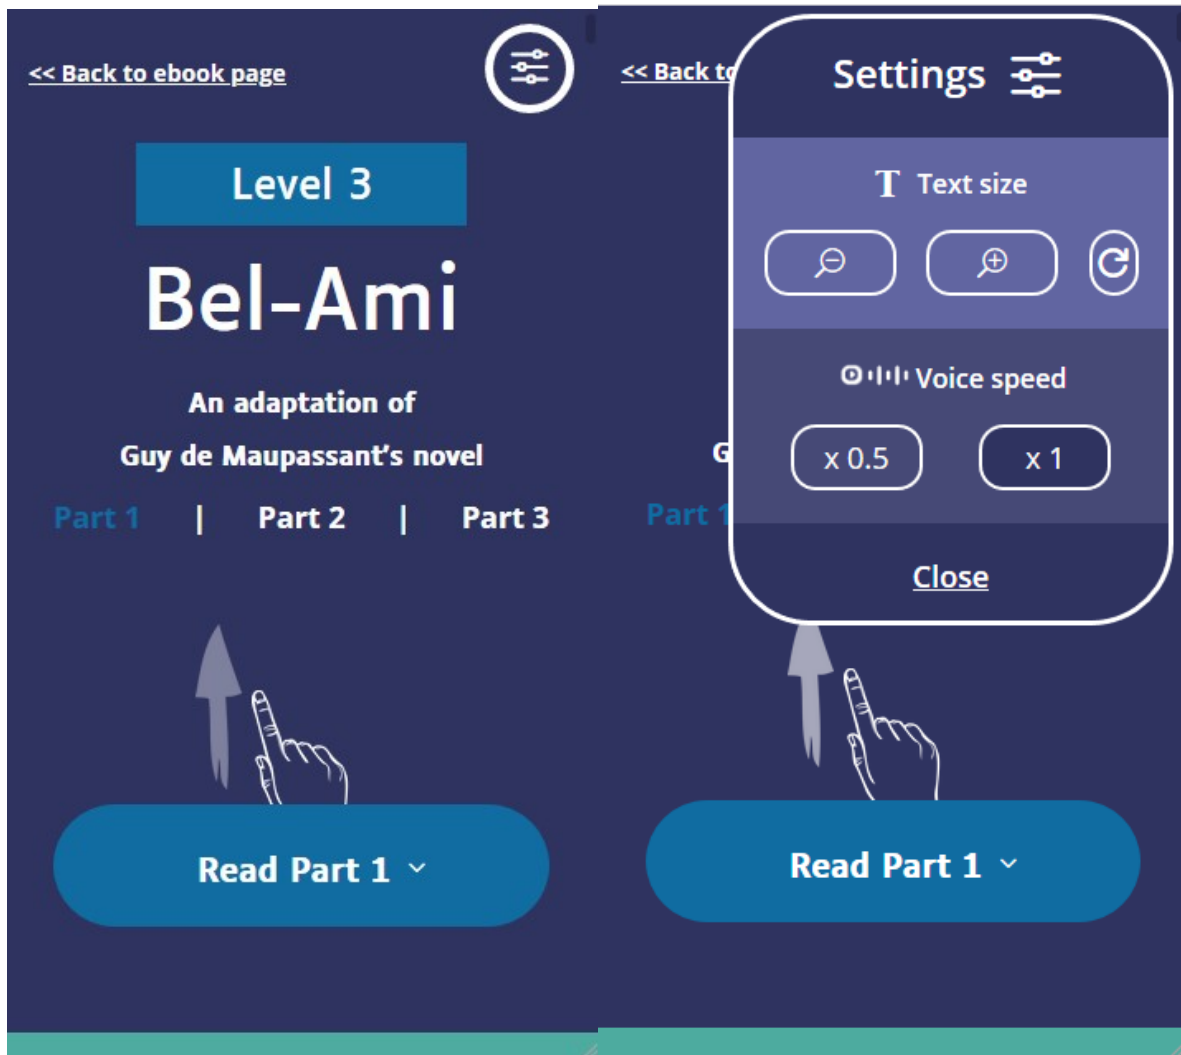 << Back to ebook page
Level 3
Bel-Ami
An adaptation of
Guy de Maupassant's novel
Part 1 | Part 2 | Part 3
Read Part 1
<< Back to
Settings
T Text size
Voice speed
x 0.5 x 1
G
Part 1
Close
Read Part 1